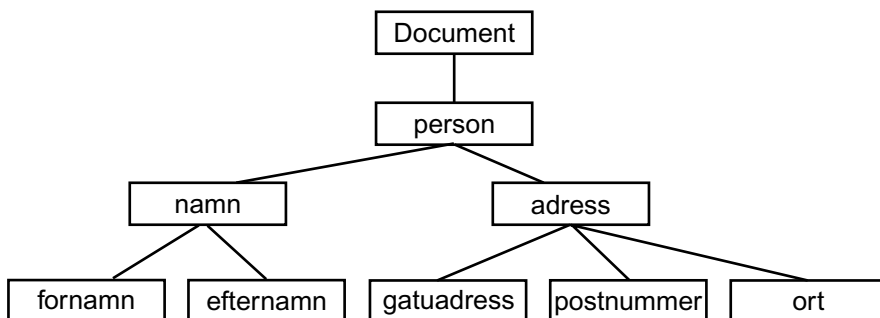 Document
person
namn adress
fornamn efternamn gatuadress postnummer ort